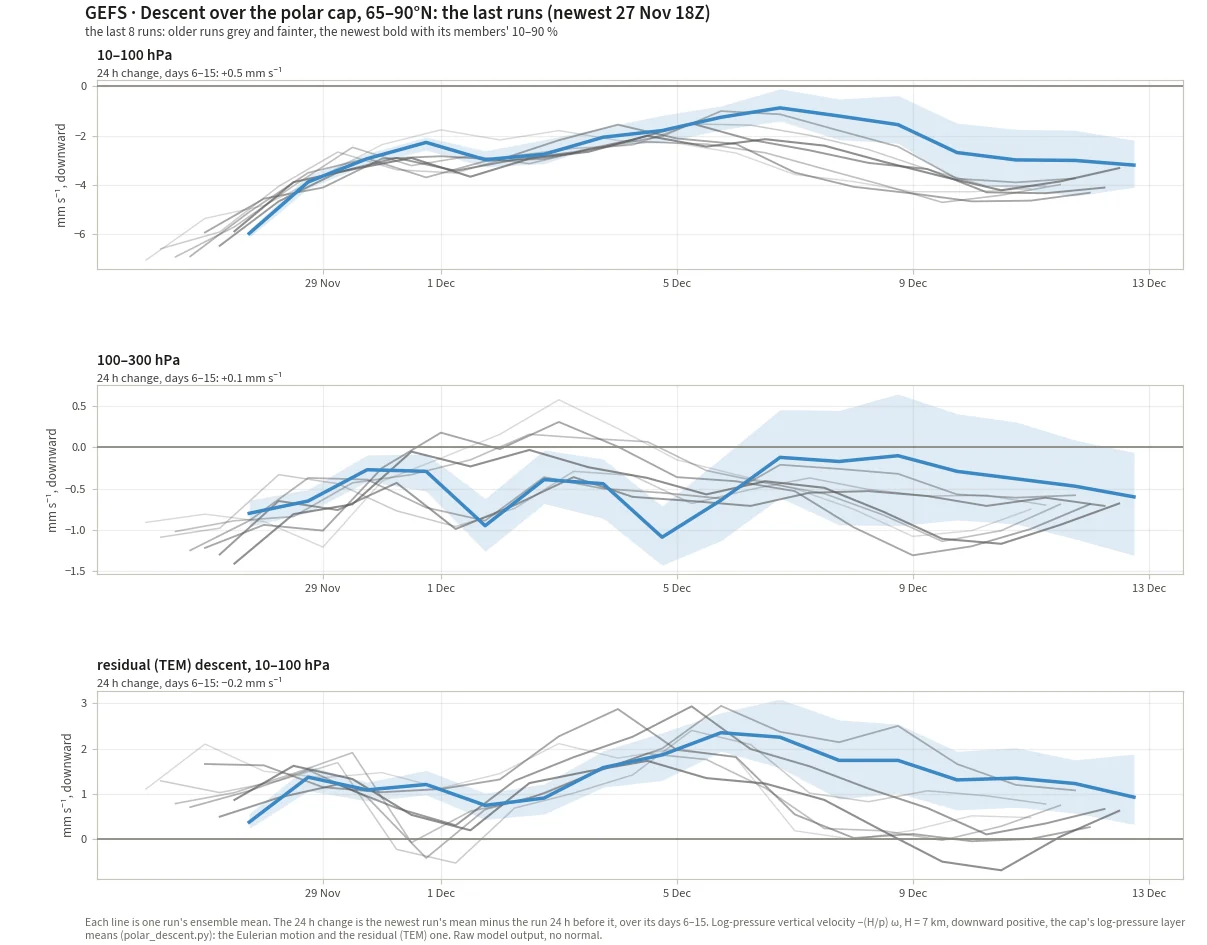 GEFS · Descent over the polar cap, 65–90°N: the last runs (newest 27 Nov 18Z)
the last 8 runs: older runs grey and fainter, the newest bold with its members' 10–90 %
10–100 hPa
24 h change, days 6–15: +0.5 mm s⁻¹
0
−2
−4
−6
mm s⁻¹, downward
29 Nov
1 Dec
5 Dec
9 Dec
13 Dec
100–300 hPa
24 h change, days 6–15: +0.1 mm s⁻¹
0.5
0.0
−0.5
−1.0
−1.5
mm s⁻¹, downward
29 Nov
1 Dec
5 Dec
9 Dec
13 Dec
residual (TEM) descent, 10–100 hPa
24 h change, days 6–15: −0.2 mm s⁻¹
3
2
1
0
mm s⁻¹, downward
29 Nov
1 Dec
5 Dec
9 Dec
13 Dec
Each line is one run's ensemble mean. The 24 h change is the newest run's mean minus the run 24 h before it, over its days 6–15. Log-pressure vertical velocity −(H/p) ω, H = 7 km, downward positive, the cap's log-pressure layer
means (polar_descent.py): the Eulerian motion and the residual (TEM) one. Raw model output, no normal.